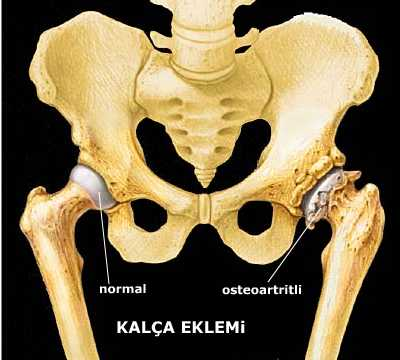 normal
osteoartritli
KALÇA EKLEMi